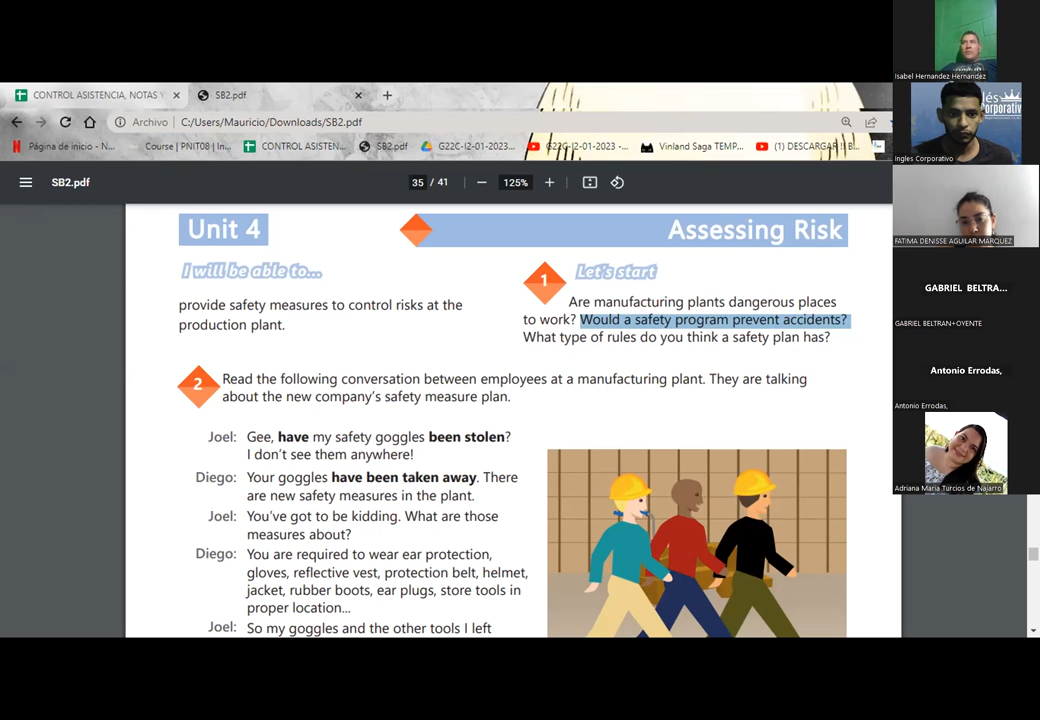 CONTROL ASISTENCIA, NOTAS Y
SB2.pdf
Archivo
C:/Users/Mauricio/Downloads/SB2.pdf
Página de inicio - N...
Course | PNIT08 | In...
CONTROL ASISTEN...
SB2.pdf
G22C-I2-01-2023 -...
G22C-I2-01-2023 -...
Vinland Saga TEMP...
(1) DESCARGAR !! B...
SB2.pdf
35 / 41
125%
Unit 4
Assessing Risk
I will be able to...
provide safety measures to control risks at the
production plant.
1
Let's start
Are manufacturing plants dangerous places
to work? Would a safety program prevent accidents?
What type of rules do you think a safety plan has?
2
Read the following conversation between employees at a manufacturing plant. They are talking
about the new company's safety measure plan.
Joel: Gee, have my safety goggles been stolen?
I don't see them anywhere!
Diego: Your goggles have been taken away. There
are new safety measures in the plant.
Joel: You've got to be kidding. What are those
measures about?
Diego: You are required to wear ear protection,
gloves, reflective vest, protection belt, helmet,
jacket, rubber boots, ear plugs, store tools in
proper location...
Joel: So my goggles and the other tools I left
Isabel Hernandez Hernandez
Ingles Corporativo
FATIMA DENISSE AGUILAR MARQUEZ
GABRIEL BELTRA...
GABRIEL BELTRAN+OYENTE
Antonio Errodas,
Antonio Errodas,
Adriana Maria Turcios de Najarro